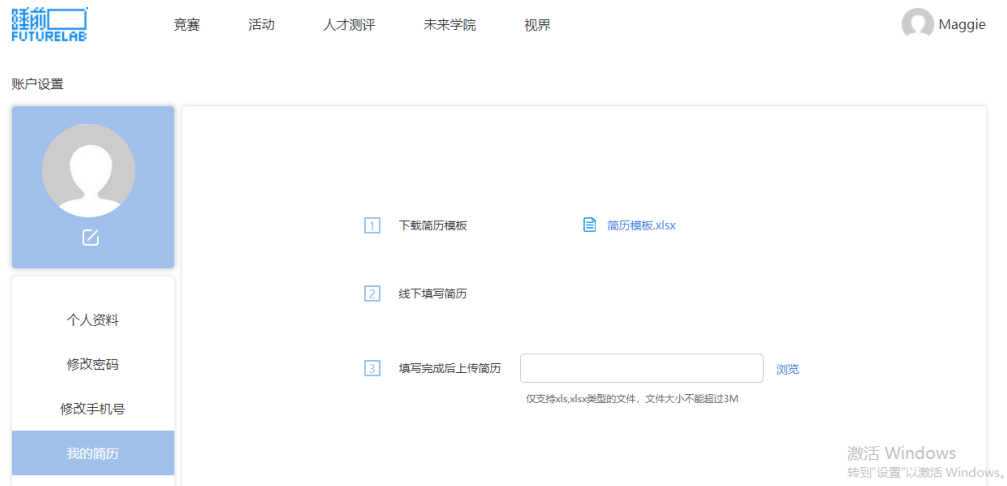 睡前
FUTURELAB
竞赛 活动 人才测评 未来学院 视界 Maggie
账户设置
1 下载简历模板 简历模板.xlsx
2 线下填写简历
3 填写完成后上传简历 浏览
仅支持xls,xlsx类型的文件，文件大小不能超过3M
个人资料
修改密码
修改手机号
我的简历
激活 Windows
转到"设置"以激活 Windows。